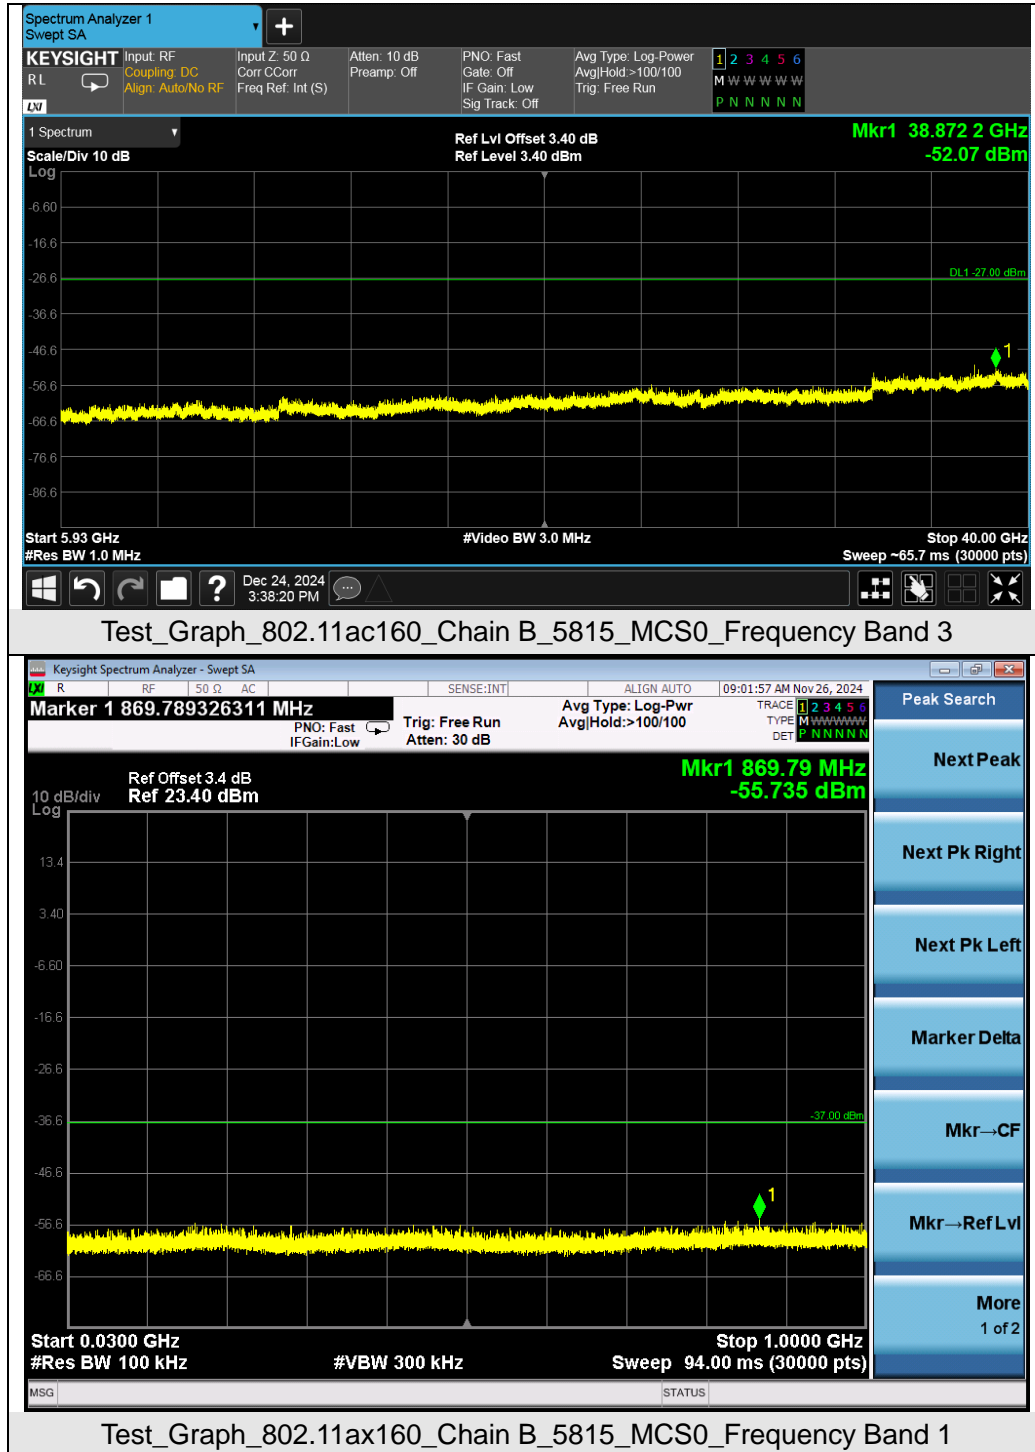 Spectrum Analyzer 1
Swept SA
+
KEYSIGHT
RL
LXI
Input: RF
Coupling: DC
Align: Auto/No RF
Input Z: 50 Ω
Corr CCorr
Freq Ref: Int (S)
Atten: 10 dB
Preamp: Off
PNO: Fast
Gate: Off
IF Gain: Low
Sig Track: Off
Avg Type: Log-Power
Avg|Hold:>100/100
Trig: Free Run
1 2 3 4 5 6
M W W W W W
P N N N N N
1 Spectrum
Scale/Div 10 dB
Log
Ref Lvl Offset 3.40 dB
Ref Level 3.40 dBm
Mkr1 38.872 2 GHz
-52.07 dBm
-6.60
-16.6
-26.6
DL1 -27.00 dBm
-36.6
-46.6
1
-56.6
-66.6
-76.6
-86.6
Start 5.93 GHz
#Video BW 3.0 MHz
Stop 40.00 GHz
#Res BW 1.0 MHz
Sweep ~65.7 ms (30000 pts)
?
Dec 24, 2024
3:38:20 PM
Test_Graph_802.11ac160_Chain B_5815_MCS0_Frequency Band 3
Keysight Spectrum Analyzer - Swept SA
LXI R RF 50 Ω AC SENSE:INT ALIGN AUTO 09:01:57 AM Nov 26, 2024
Marker 1 869.789326311 MHz
PNO: Fast
IFGain:Low
Trig: Free Run
Atten: 30 dB
Avg Type: Log-Pwr
Avg|Hold:>100/100
TRACE 1 2 3 4 5 6
TYPE M W W W W W
DET P N N N N N
Ref Offset 3.4 dB
10 dB/div Ref 23.40 dBm
Log
Mkr1 869.79 MHz
-55.735 dBm
13.4
3.40
-6.60
-16.6
-26.6
-36.6
-37.00 dBm
-46.6
1
-56.6
-66.6
Start 0.0300 GHz
Stop 1.0000 GHz
#Res BW 100 kHz
#VBW 300 kHz
Sweep 94.00 ms (30000 pts)
MSG
STATUS
Peak Search
Next Peak
Next Pk Right
Next Pk Left
Marker Delta
Mkr→CF
Mkr→Ref Lvl
More
1 of 2
Test_Graph_802.11ax160_Chain B_5815_MCS0_Frequency Band 1